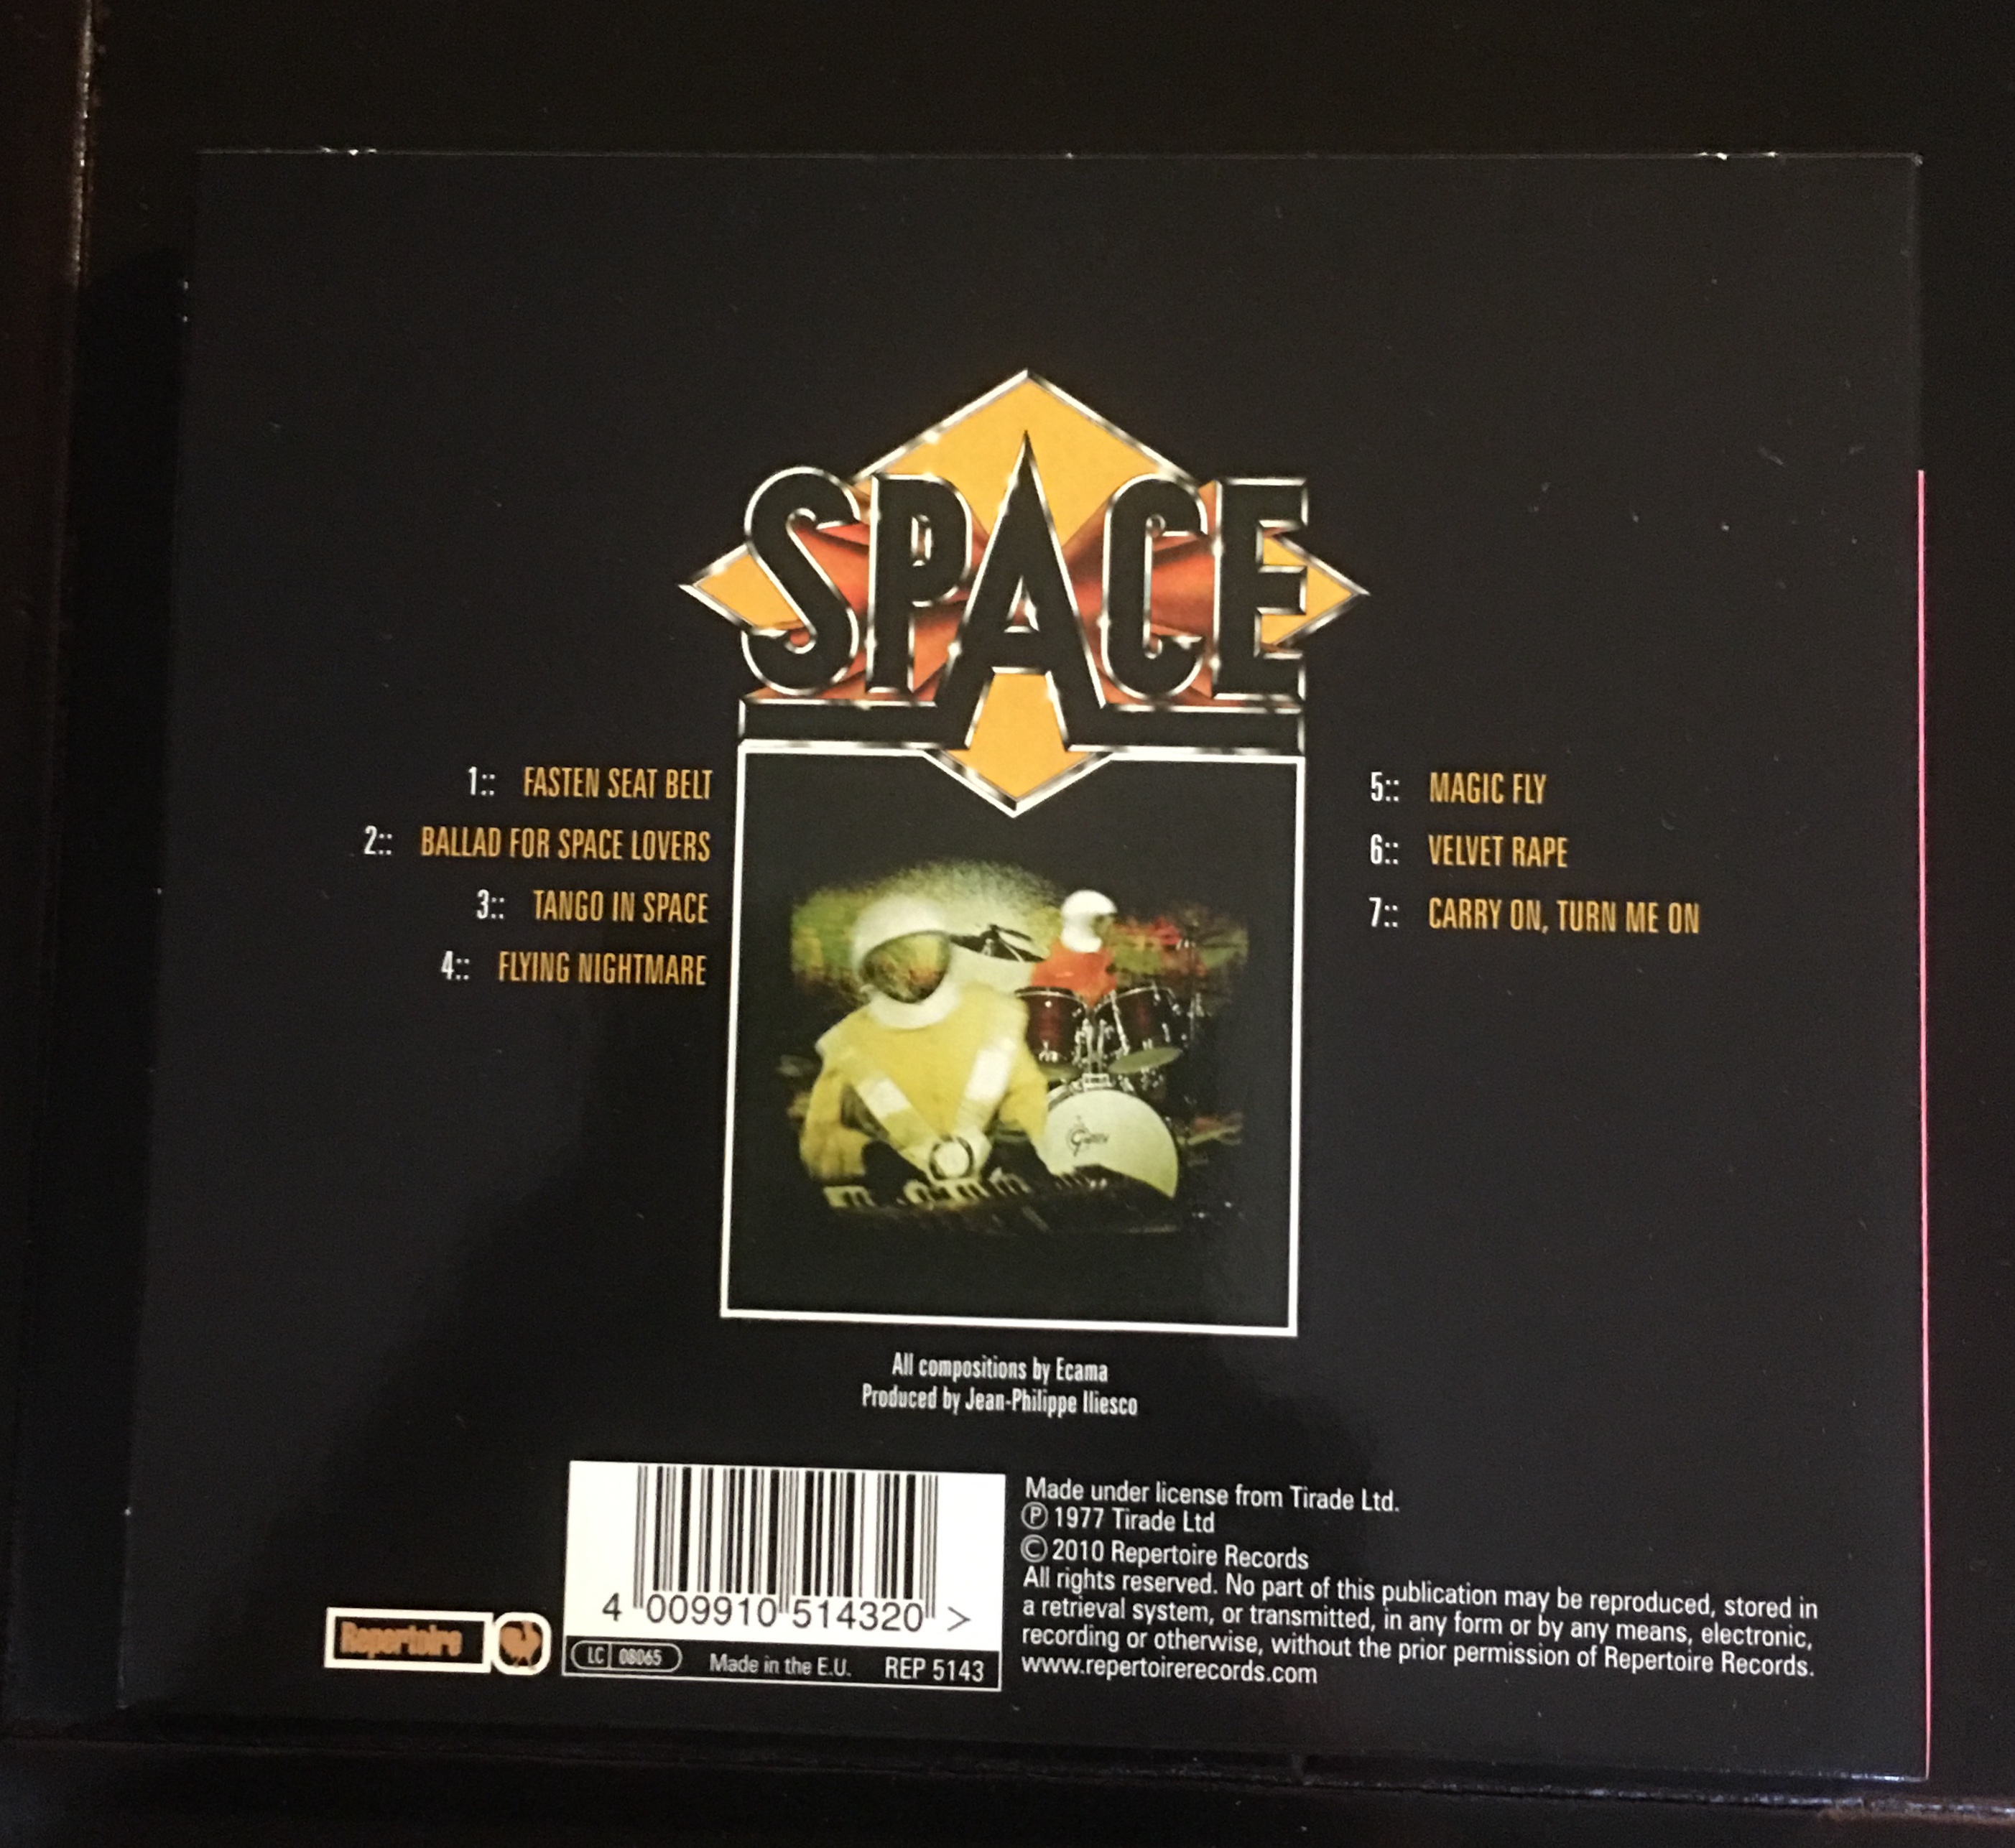 SPACE
1:: FASTEN SEAT BELT
2:: BALLAD FOR SPACE LOVERS
3:: TANGO IN SPACE
4:: FLYING NIGHTMARE
5:: MAGIC FLY
6:: VELVET RAPE
7:: CARRY ON, TURN ME ON
Gretsch
All compositions by Ecama
Produced by Jean-Philippe Iliesco
Repertoire
4 009910 514320 >
LC 08065 Made in the E.U. REP 5143
Made under license from Tirade Ltd.
Ⓟ 1977 Tirade Ltd
© 2010 Repertoire Records
All rights reserved. No part of this publication may be reproduced, stored in
a retrieval system, or transmitted, in any form or by any means, electronic,
recording or otherwise, without the prior permission of Repertoire Records.
www.repertoirerecords.com